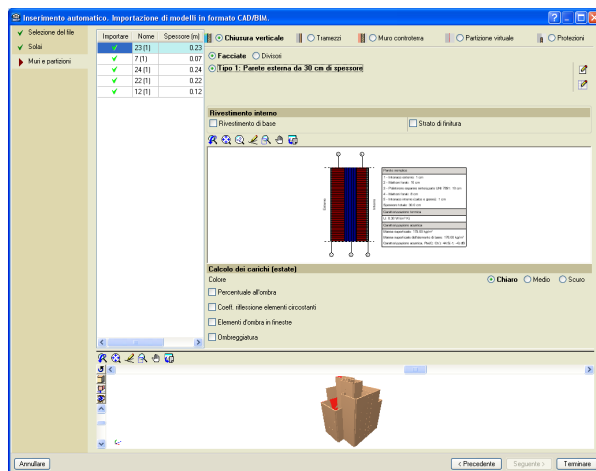 Inserimento automatico. Importazione di modelli in formato CAD/BIM.
Selezione del file
Solai
Muri e partizioni
Importare Nome Spessore (m)
23 (1) 0.23
7 (1) 0.07
24 (1) 0.24
22 (1) 0.22
12 (1) 0.12
Chiusura verticale Tramezzi Muro controterra Partizione virtuale Protezioni
Facciate Divisori
Tipo 1: Parete esterna da 30 cm di spessore
Rivestimento interno
Rivestimento di base Strato di finitura
Calcolo dei carichi (estate)
Colore Chiaro Medio Scuro
Percentuale all'ombra
Coeff. riflessione elementi circostanti
Elementi d'ombra in finestre
Ombreggiatura
Annullare < Precedente Seguente > Terminare